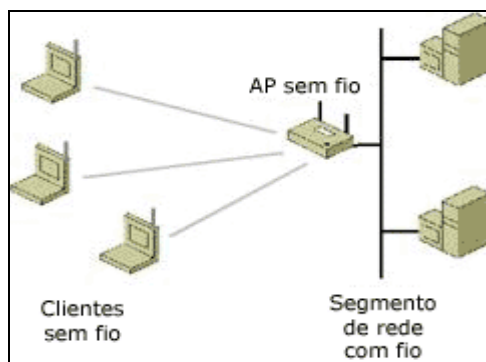 AP sem fio
Clientes
sem fio
Segmento
de rede
com fio